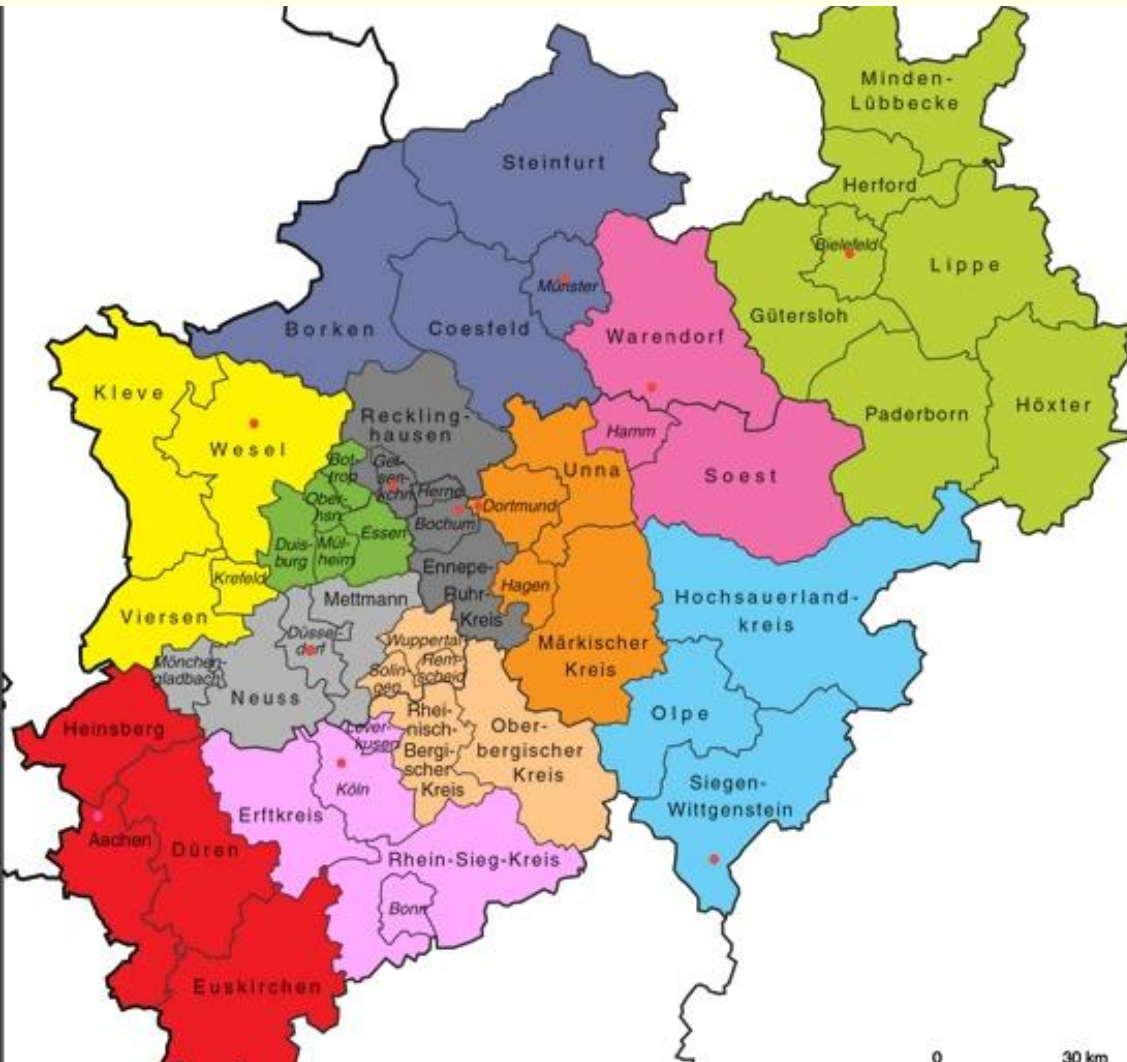 Minden-
Lübbecke
Steinfurt
Herford
Bielefeld
Lippe
Münster
Gütersloh
Borken
Coesfeld
Warendorf
Kleve
Paderborn
Höxter
Reckling-
hausen
Hamm
Wesel
Unna
Soest
Bot-
trop
Gel-
sen-
kchn
Herne
Ober-
hsn.
Dortmund
Bochum
Essen
Duis-
burg
Mül-
heim
Ennepe-
Ruhr-
Kreis
Krefeld
Hagen
Mettmann
Hochsauerland-
kreis
Viersen
Düssel-
dorf
Wuppertal
Märkischer
Kreis
Mönchen-
gladbach
Solin-
gen
Rem-
scheid
Neuss
Olpe
Heinsberg
Rhei-
nisch-
Bergi-
scher
Kreis
Ober-
bergischer
Kreis
Lever-
kusen
Siegen-
Wittgenstein
Köln
Erftkreis
Aachen
Düren
Rhein-Sieg-Kreis
Bonn
Euskirchen
0 30 km